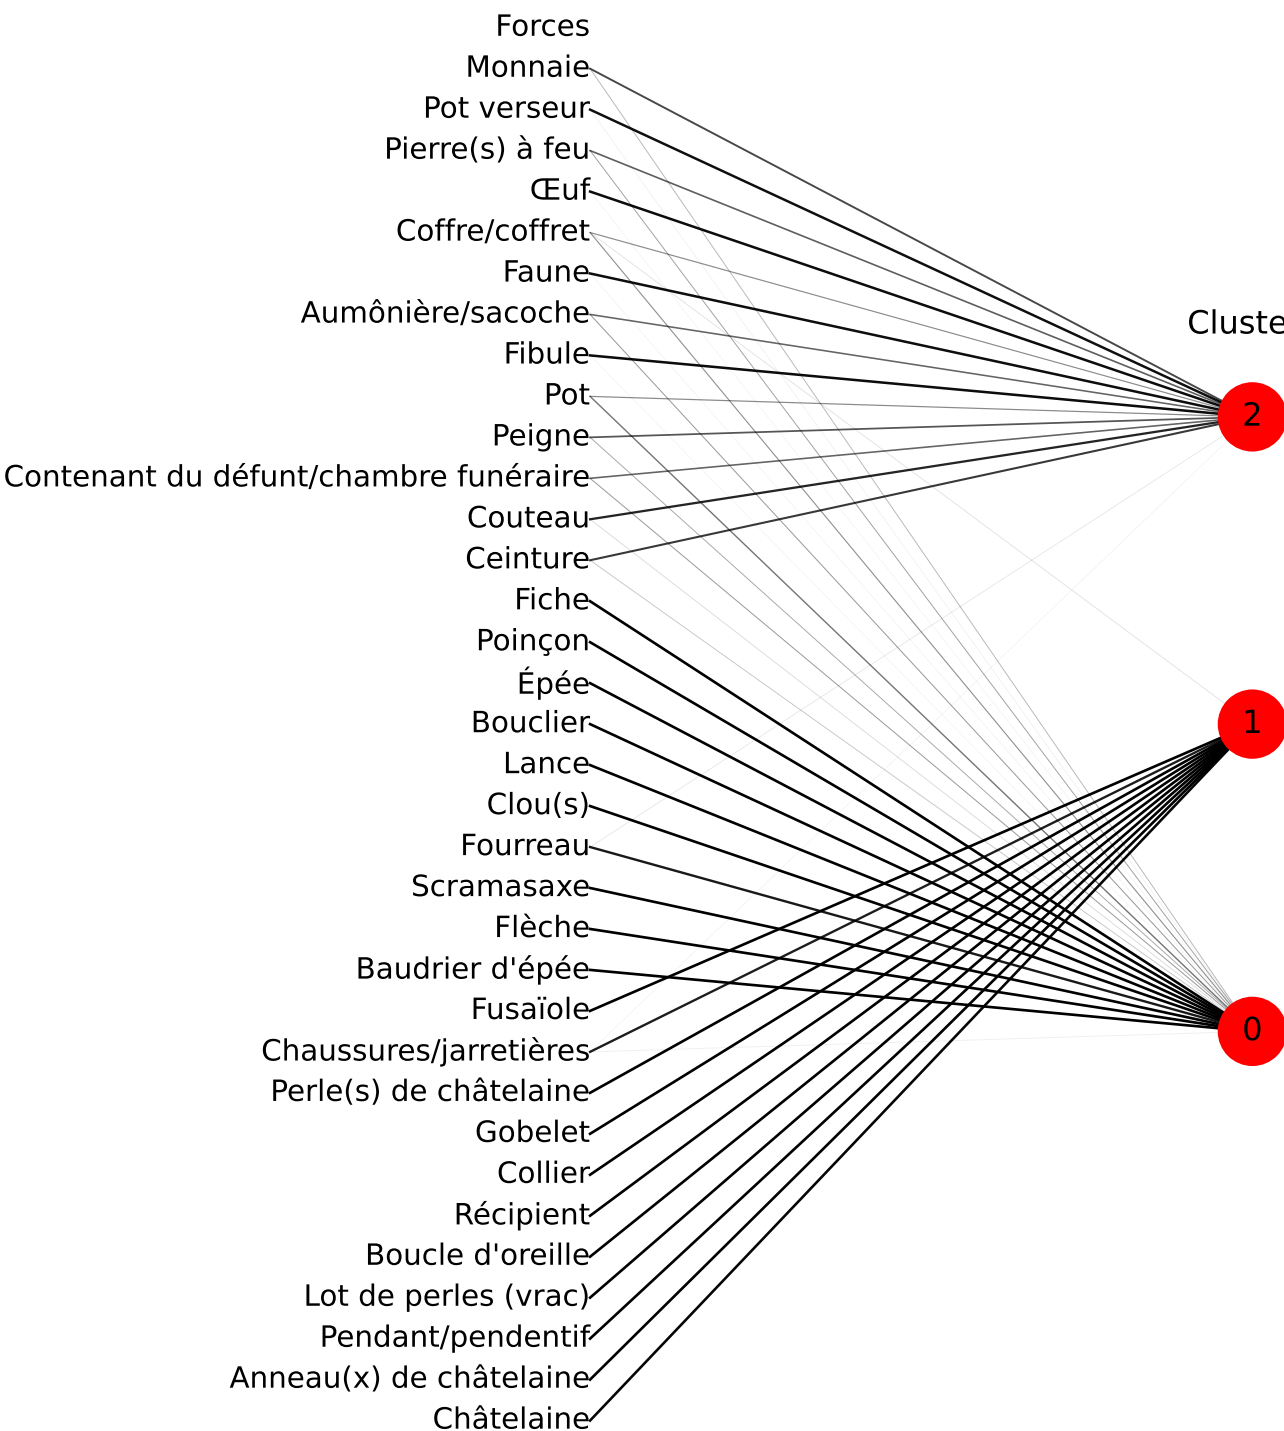 Forces
Monnaie
Pot verseur
Pierre(s) à feu
Œuf
Coffre/coffret
Faune
Aumônière/sacoche
Fibule
Pot
Peigne
Contenant du défunt/chambre funéraire
Couteau
Ceinture
Fiche
Poinçon
Épée
Bouclier
Lance
Clou(s)
Fourreau
Scramasaxe
Flèche
Baudrier d'épée
Fusaïole
Chaussures/jarretières
Perle(s) de châtelaine
Gobelet
Collier
Récipient
Boucle d'oreille
Lot de perles (vrac)
Pendant/pendentif
Anneau(x) de châtelaine
Châtelaine
Cluste
2
1
0